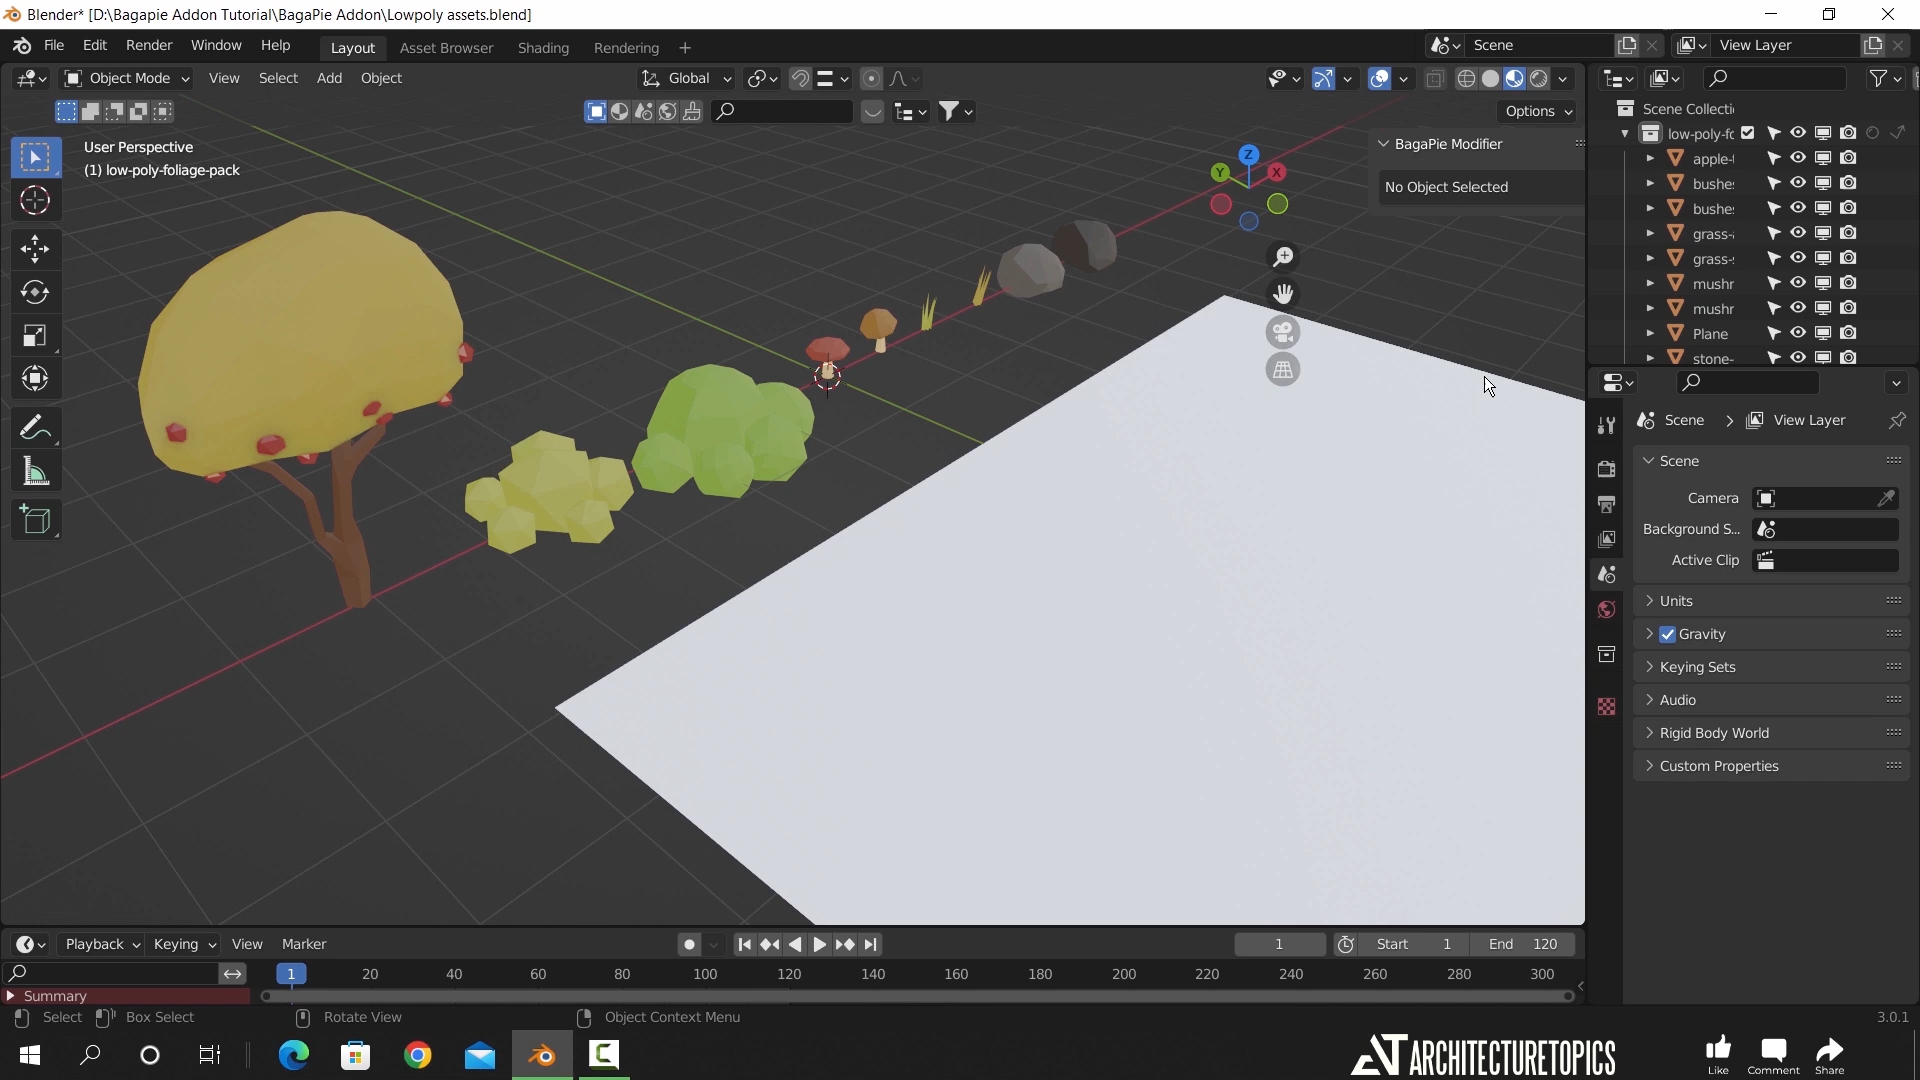 Blender* [D:\Bagapie Addon Tutorial\BagaPie Addon\Lowpoly assets.blend]
File Edit Render Window Help Layout Asset Browser Shading Rendering + Scene View Layer
Object Mode View Select Add Object Global
Options
User Perspective
(1) low-poly-foliage-pack
BagaPie Modifier
No Object Selected
Z
Y
X
Scene Collecti
low-poly-fc
apple-t
bushe
bushe
grass-
grass-
mushr
mushr
Plane
stone-
Scene > View Layer
Scene
Camera
Background S...
Active Clip
Units
Gravity
Keying Sets
Audio
Rigid Body World
Custom Properties
Playback Keying View Marker 1 Start 1 End 120
1 20 40 60 80 100 120 140 160 180 200 220 240 260 280 300
Summary
Select Box Select Rotate View Object Context Menu 3.0.1
ARCHITECTURETOPICS
Like Comment Share